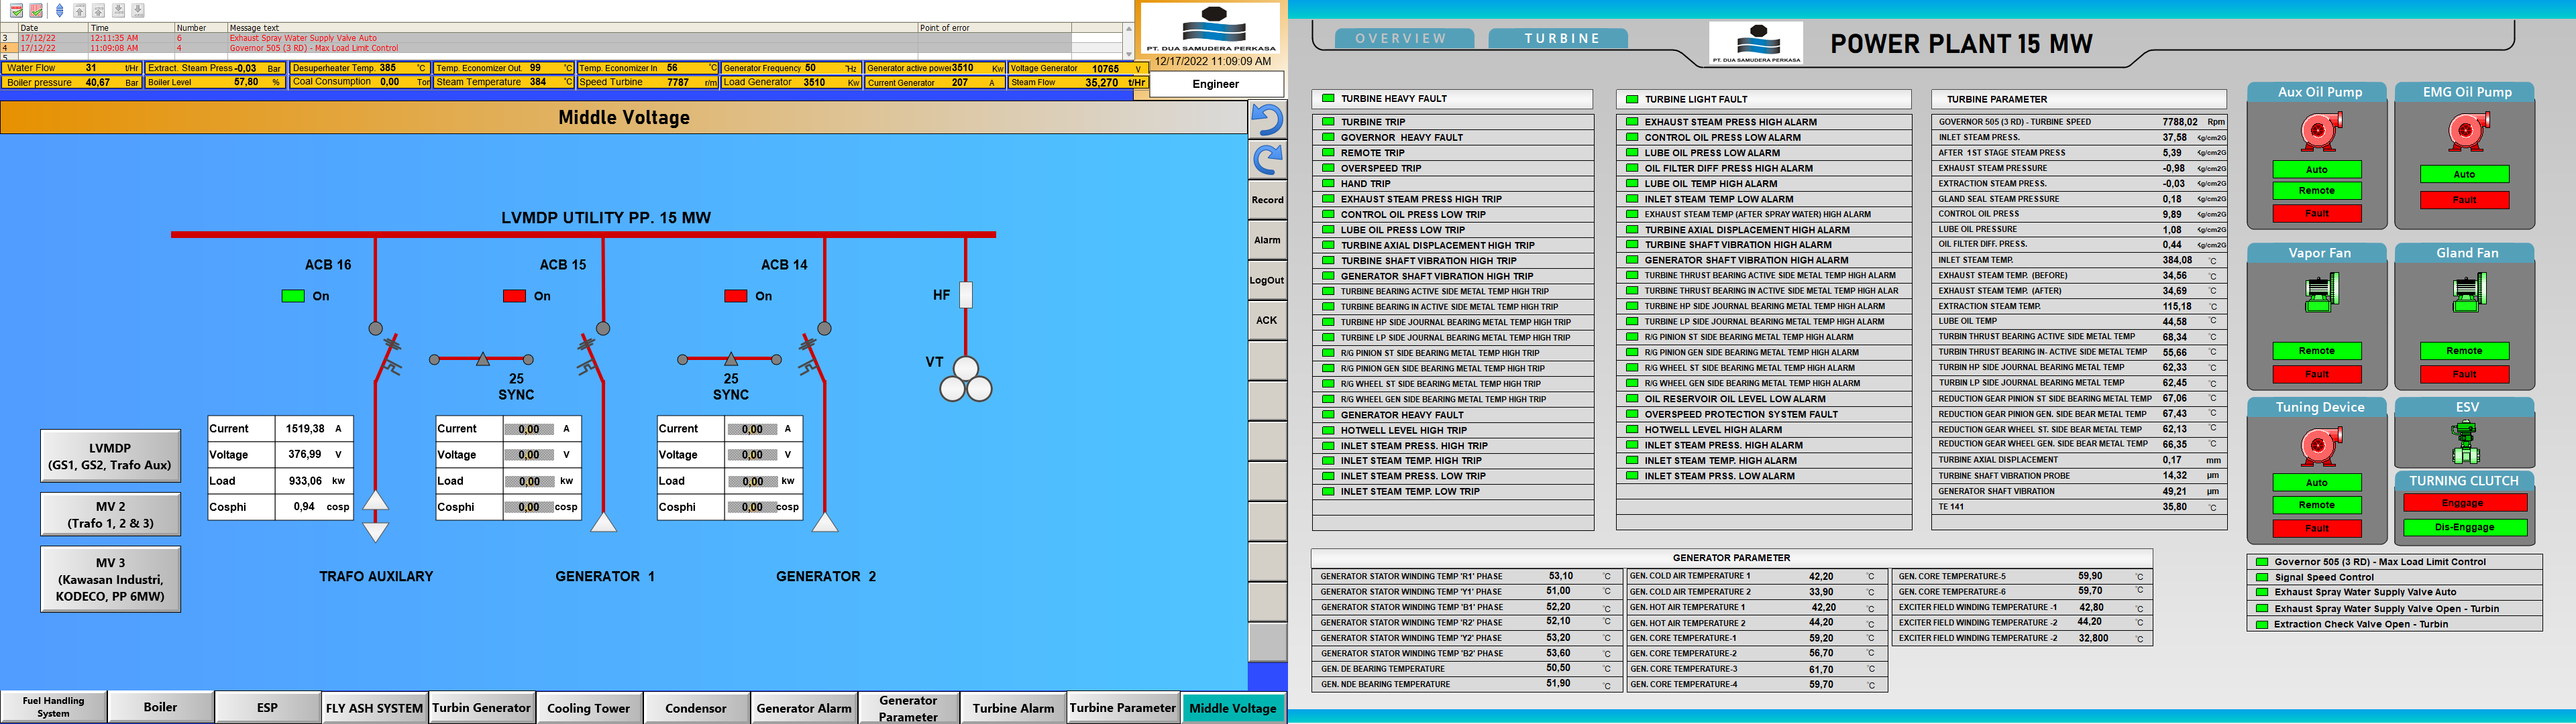 Date Time Number Message text Point of error
3 17/12/22 12:11:35 AM 6 Exhaust Spray Water Supply Valve Auto
4 17/12/22 11:09:08 AM 4 Governor 505 (3 RD) - Max Load Limit Control
5
PT. DUA SAMUDERA PERKASA
12/17/2022 11:09:09 AM
Engineer
Water Flow 31 t/Hr Extract. Steam Press -0,03 Bar Desuperheater Temp. 385 °C Temp. Economizer Out. 99 °C Temp. Economizer In 56 °C Generator Frequency 50 Hz Generator active power 3510 Kw Voltage Generator 10765 V
Boiler pressure 40,67 Bar Boiler Level 57,80 % Coal Consumption 0,00 Ton Steam Temperature 384 °C Speed Turbine 7787 r/m Load Generator 3510 Kw Current Generator 207 A Steam Flow 35,270 t/Hr
Middle Voltage
Record
Alarm
LogOut
ACK
LVMDP UTILITY PP. 15 MW
ACB 16 ACB 15 ACB 14
On On On
HF
VT
25 SYNC
25 SYNC
Current 1519,38 A
Voltage 376,99 V
Load 933,06 kw
Cosphi 0,94 cosp
Current 0,00 A
Voltage 0,00 V
Load 0,00 kw
Cosphi 0,00 cosp
Current 0,00 A
Voltage 0,00 V
Load 0,00 kw
Cosphi 0,00 cosp
LVMDP
(GS1, GS2, Trafo Aux)
MV 2
(Trafo 1, 2 & 3)
MV 3
(Kawasan Industri,
KODECO, PP 6MW)
TRAFO AUXILARY GENERATOR 1 GENERATOR 2
Fuel Handling System
Boiler
ESP
FLY ASH SYSTEM
Turbin Generator
Cooling Tower
Condensor
Generator Alarm
Generator Parameter
Turbine Alarm
Turbine Parameter
Middle Voltage
OVERVIEW
TURBINE
PT. DUA SAMUDERA PERKASA
POWER PLANT 15 MW
TURBINE HEAVY FAULT
TURBINE TRIP
GOVERNOR HEAVY FAULT
REMOTE TRIP
OVERSPEED TRIP
HAND TRIP
EXHAUST STEAM PRESS HIGH TRIP
CONTROL OIL PRESS LOW TRIP
LUBE OIL PRESS LOW TRIP
TURBINE AXIAL DISPLACEMENT HIGH TRIP
TURBINE SHAFT VIBRATION HIGH TRIP
GENERATOR SHAFT VIBRATION HIGH TRIP
TURBINE BEARING ACTIVE SIDE METAL TEMP HIGH TRIP
TURBINE BEARING IN ACTIVE SIDE METAL TEMP HIGH TRIP
TURBINE HP SIDE JOURNAL BEARING METAL TEMP HIGH TRIP
TURBINE LP SIDE JOURNAL BEARING METAL TEMP HIGH TRIP
R/G PINION ST SIDE BEARING METAL TEMP HIGH TRIP
R/G PINION GEN SIDE BEARING METAL TEMP HIGH TRIP
R/G WHEEL ST SIDE BEARING METAL TEMP HIGH TRIP
R/G WHEEL GEN SIDE BEARING METAL TEMP HIGH TRIP
GENERATOR HEAVY FAULT
HOTWELL LEVEL HIGH TRIP
INLET STEAM PRESS. HIGH TRIP
INLET STEAM TEMP. HIGH TRIP
INLET STEAM PRESS. LOW TRIP
INLET STEAM TEMP. LOW TRIP
TURBINE LIGHT FAULT
EXHAUST STEAM PRESS HIGH ALARM
CONTROL OIL PRESS LOW ALARM
LUBE OIL PRESS LOW ALARM
OIL FILTER DIFF PRESS HIGH ALARM
LUBE OIL TEMP HIGH ALARM
INLET STEAM TEMP LOW ALARM
EXHAUST STEAM TEMP (AFTER SPRAY WATER) HIGH ALARM
TURBINE AXIAL DISPLACEMENT HIGH ALARM
TURBINE SHAFT VIBRATION HIGH ALARM
GENERATOR SHAFT VIBRATION HIGH ALARM
TURBINE THRUST BEARING ACTIVE SIDE METAL TEMP HIGH ALARM
TURBINE THRUST BEARING IN ACTIVE SIDE METAL TEMP HIGH ALAR
TURBINE HP SIDE JOURNAL BEARING METAL TEMP HIGH ALARM
TURBINE LP SIDE JOURNAL BEARING METAL TEMP HIGH ALARM
R/G PINION ST SIDE BEARING METAL TEMP HIGH ALARM
R/G PINION GEN SIDE BEARING METAL TEMP HIGH ALARM
R/G WHEEL ST SIDE BEARING METAL TEMP HIGH ALARM
R/G WHEEL GEN SIDE BEARING METAL TEMP HIGH ALARM
OIL RESERVOIR OIL LEVEL LOW ALARM
OVERSPEED PROTECTION SYSTEM FAULT
HOTWELL LEVEL HIGH ALARM
INLET STEAM PRESS. HIGH ALARM
INLET STEAM TEMP. HIGH ALARM
INLET STEAM PRSS. LOW ALARM
TURBINE PARAMETER
GOVERNOR 505 (3 RD) - TURBINE SPEED 7788,02 Rpm
INLET STEAM PRESS. 37,58 Kg/cm2G
AFTER 1ST STAGE STEAM PRESS 5,39 Kg/cm2G
EXHAUST STEAM PRESSURE -0,98 Kg/cm2G
EXTRACTION STEAM PRESS. -0,03 Kg/cm2G
GLAND SEAL STEAM PRESSURE 0,18 Kg/cm2G
CONTROL OIL PRESS 9,89 Kg/cm2G
LUBE OIL PRESSURE 1,08 Kg/cm2G
OIL FILTER DIFF. PRESS. 0,44 Kg/cm2G
INLET STEAM TEMP. 384,08 °C
EXHAUST STEAM TEMP. (BEFORE) 34,56 °C
EXHAUST STEAM TEMP. (AFTER) 34,69 °C
EXTRACTION STEAM TEMP. 115,18 °C
LUBE OIL TEMP 44,58 °C
TURBIN THRUST BEARING ACTIVE SIDE METAL TEMP 68,34 °C
TURBIN THRUST BEARING IN- ACTIVE SIDE METAL TEMP 55,66 °C
TURBIN HP SIDE JOURNAL BEARING METAL TEMP 62,33 °C
TURBIN LP SIDE JOURNAL BEARING METAL TEMP 62,45 °C
REDUCTION GEAR PINION ST SIDE BEARING METAL TEMP 67,06 °C
REDUCTION GEAR PINION GEN. SIDE BEAR METAL TEMP 67,43 °C
REDUCTION GEAR WHEEL ST. SIDE BEAR METAL TEMP 62,13 °C
REDUCTION GEAR WHEEL GEN. SIDE BEAR METAL TEMP 66,35 °C
TURBINE AXIAL DISPLACEMENT 0,17 mm
TURBINE SHAFT VIBRATION PROBE 14,32 µm
GENERATOR SHAFT VIBRATION 49,21 µm
TE 141 35,80 °C
GENERATOR PARAMETER
GENERATOR STATOR WINDING TEMP 'R1' PHASE 53,10 °C
GENERATOR STATOR WINDING TEMP 'Y1' PHASE 51,00 °C
GENERATOR STATOR WINDING TEMP 'B1' PHASE 52,20 °C
GENERATOR STATOR WINDING TEMP 'R2' PHASE 52,10 °C
GENERATOR STATOR WINDING TEMP 'Y2' PHASE 53,20 °C
GENERATOR STATOR WINDING TEMP 'B2' PHASE 53,60 °C
GEN. DE BEARING TEMPERATURE 50,50 °C
GEN. NDE BEARING TEMPERATURE 51,90 °C
GEN. COLD AIR TEMPERATURE 1 42,20 °C
GEN. COLD AIR TEMPERATURE 2 33,90 °C
GEN. HOT AIR TEMPERATURE 1 42,20 °C
GEN. HOT AIR TEMPERATURE 2 44,20 °C
GEN. CORE TEMPERATURE-1 59,20 °C
GEN. CORE TEMPERATURE-2 56,70 °C
GEN. CORE TEMPERATURE-3 61,70 °C
GEN. CORE TEMPERATURE-4 59,70 °C
GEN. CORE TEMPERATURE-5 59,90 °C
GEN. CORE TEMPERATURE-6 59,70 °C
EXCITER FIELD WINDING TEMPERATURE -1 42,80 °C
EXCITER FIELD WINDING TEMPERATURE -2 44,20 °C
EXCITER FIELD WINDING TEMPERATURE -2 32,800 °C
Aux Oil Pump
Auto
Remote
Fault
EMG Oil Pump
Auto
Fault
Vapor Fan
Remote
Fault
Gland Fan
Remote
Fault
Tuning Device
Auto
Remote
Fault
ESV
TURNING CLUTCH
Enggage
Dis-Enggage
Governor 505 (3 RD) - Max Load Limit Control
Signal Speed Control
Exhaust Spray Water Supply Valve Auto
Exhaust Spray Water Supply Valve Open - Turbin
Extraction Check Valve Open - Turbin